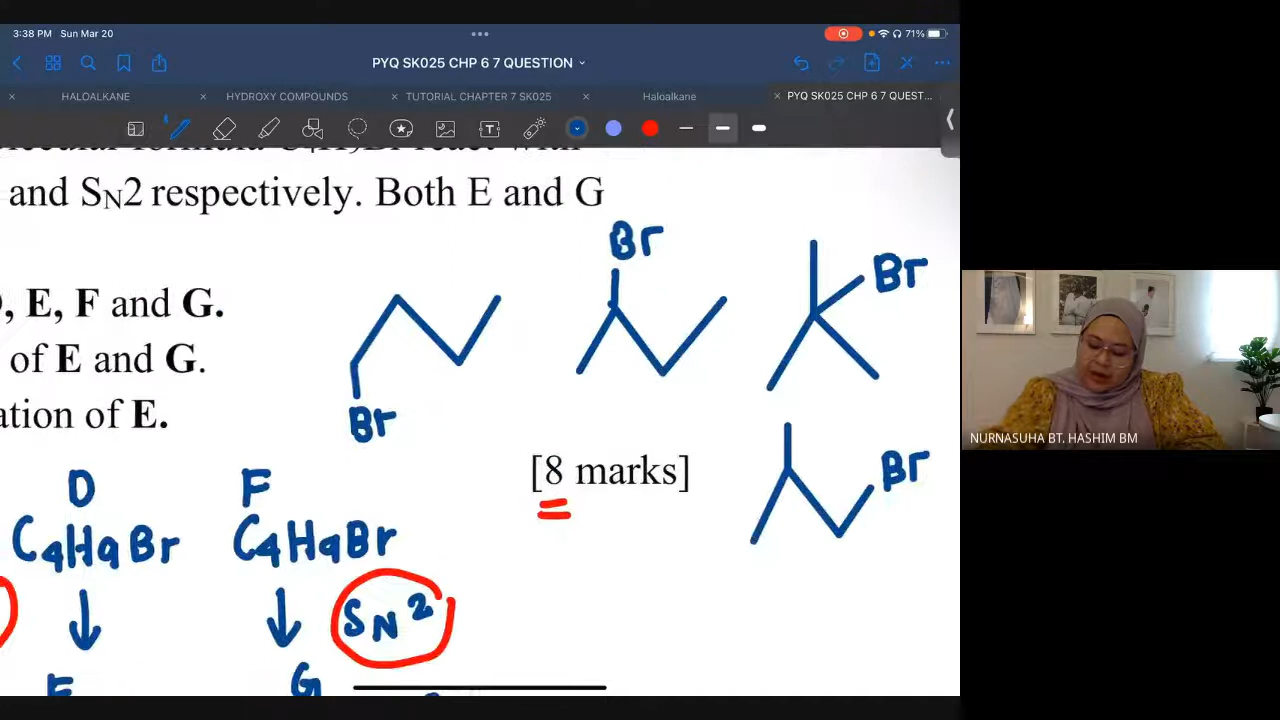 3:38 PM Sun Mar 20
71%
PYQ SK025 CHP 6 7 QUESTION
HALOALKANE
HYDROXY COMPOUNDS
TUTORIAL CHAPTER 7 SK025
Haloalkane
PYQ SK025 CHP 6 7 QUEST...
and SN2 respectively. Both E and G
Br
Br
, E, F and G.
of E and G.
Br
ation of E.
[8 marks]
Br
D
F
C4H9Br
C4H9Br
SN2
E
G
NURNASUHA BT. HASHIM BM